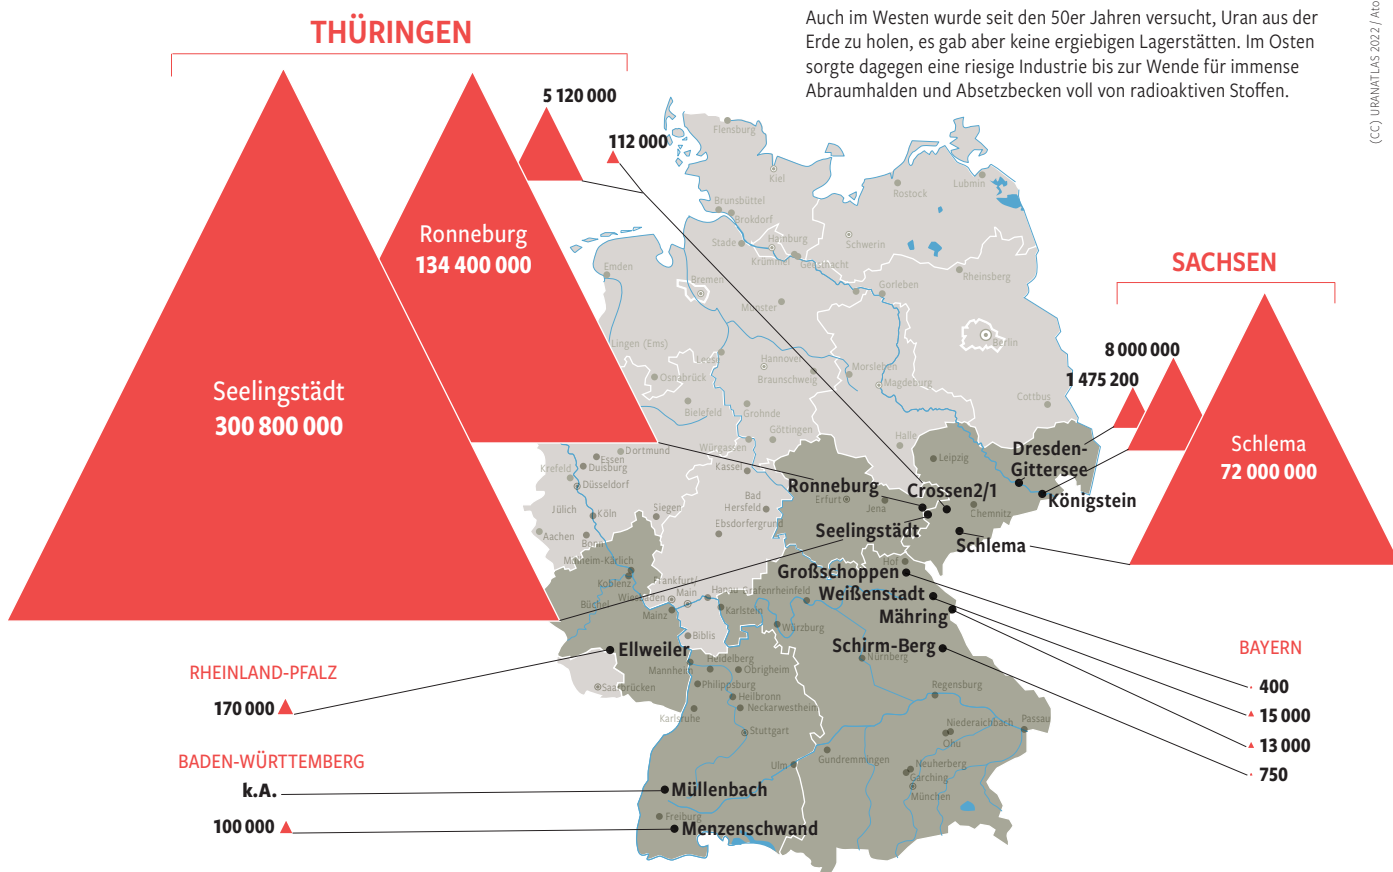 THÜRINGEN
Auch im Westen wurde seit den 50er Jahren versucht, Uran aus der
Erde zu holen, es gab aber keine ergiebigen Lagerstätten. Im Osten
sorgte dagegen eine riesige Industrie bis zur Wende für immense
Abraumhalden und Absetzbecken voll von radioaktiven Stoffen.
(CC) URANATLAS 2022 / Ato
5 120 000
112 000
Ronneburg
134 400 000
Seelingstädt
300 800 000
SACHSEN
8 000 000
1 475 200
Schlema
72 000 000
Flensburg
Kiel
Rostock
Lubmin
Brunsbüttel
Brokdorf
Stade
Hamburg
Krümmel
Geesthacht
Schwerin
Emden
Bremen
Gorleben
Rheinsberg
Münster
Berlin
Lingen (Ems)
Leese
Hannover
Braunschweig
Morsleben
Magdeburg
Osnabrück
Bielefeld
Grohnde
Cottbus
Göttingen
Würgassen
Halle
Dortmund
Essen
Krefeld
Duisburg
Düsseldorf
Kassel
Leipzig
Dresden-
Gittersee
Königstein
Ronneburg
Crossen2/1
Erfurt
Jena
Chemnitz
Seelingstädt
Schlema
Jülich
Köln
Siegen
Bad
Hersfeld
Ebsdorfergrund
Aachen
Bonn
Mülheim-Kärlich
Koblenz
Büchel
Frankfurt/
Main
Wiesbaden
Mainz
Hanau
Karlstein
Grafenrheinfeld
Großschoppen
Hof
Weißenstadt
Mähring
Schirm-Berg
Würzburg
Nürnberg
Biblis
Ellweiler
Saarbrücken
Mannheim
Heidelberg
Obrigheim
Philippsburg
Heilbronn
Neckarwestheim
Karlsruhe
Stuttgart
Regensburg
Niederaichbach
Ohu
Passau
Ulm
Gundremmingen
Neuherberg
Garching
München
Müllenbach
Freiburg
Menzenschwand
RHEINLAND-PFALZ
170 000
BADEN-WÜRTTEMBERG
k.A.
100 000
BAYERN
400
15 000
13 000
750